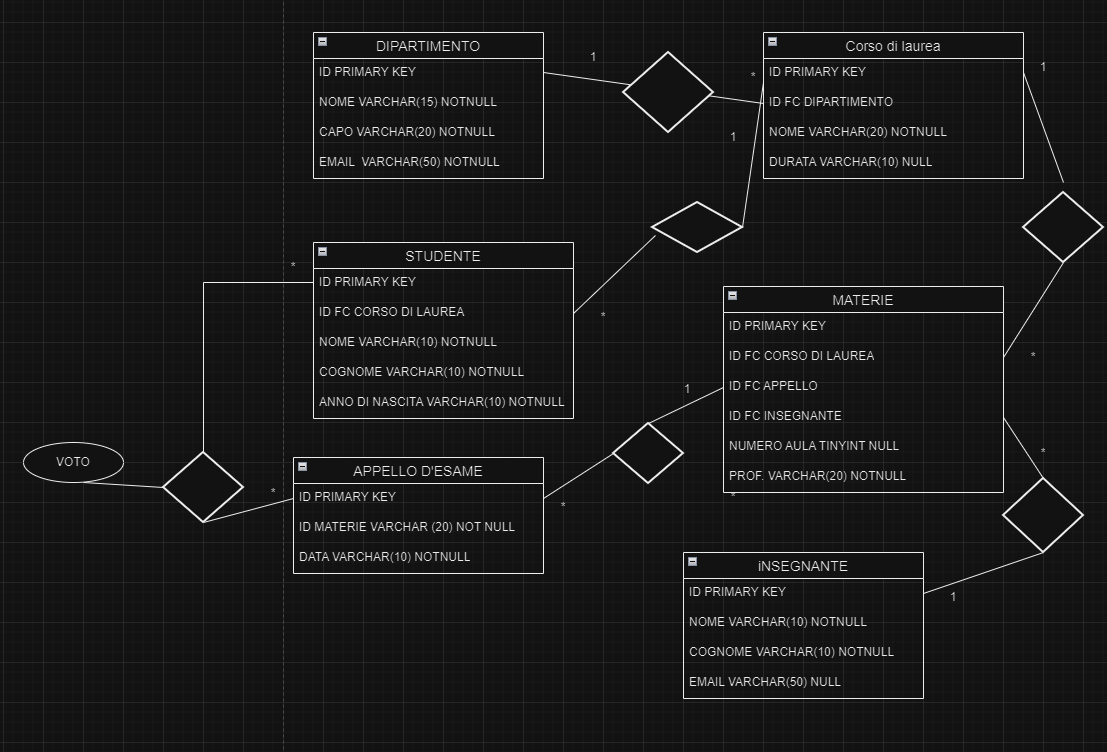 DIPARTIMENTO
ID PRIMARY KEY
NOME VARCHAR(15) NOTNULL
CAPO VARCHAR(20) NOTNULL
EMAIL  VARCHAR(50) NOTNULL
1
*
1
Corso di laurea
ID PRIMARY KEY
ID FC DIPARTIMENTO
NOME VARCHAR(20) NOTNULL
DURATA VARCHAR(10) NULL
1
*
STUDENTE
ID PRIMARY KEY
ID FC CORSO DI LAUREA
NOME VARCHAR(10) NOTNULL
COGNOME VARCHAR(10) NOTNULL
ANNO DI NASCITA VARCHAR(10) NOTNULL
*
MATERIE
ID PRIMARY KEY
ID FC CORSO DI LAUREA
ID FC APPELLO
ID FC INSEGNANTE
NUMERO AULA TINYINT NULL
PROF. VARCHAR(20) NOTNULL
*
1
*
*
VOTO
*
APPELLO D'ESAME
ID PRIMARY KEY
ID MATERIE VARCHAR (20) NOT NULL
DATA VARCHAR(10) NOTNULL
*
iNSEGNANTE
ID PRIMARY KEY
NOME VARCHAR(10) NOTNULL
COGNOME VARCHAR(10) NOTNULL
EMAIL VARCHAR(50) NULL
1